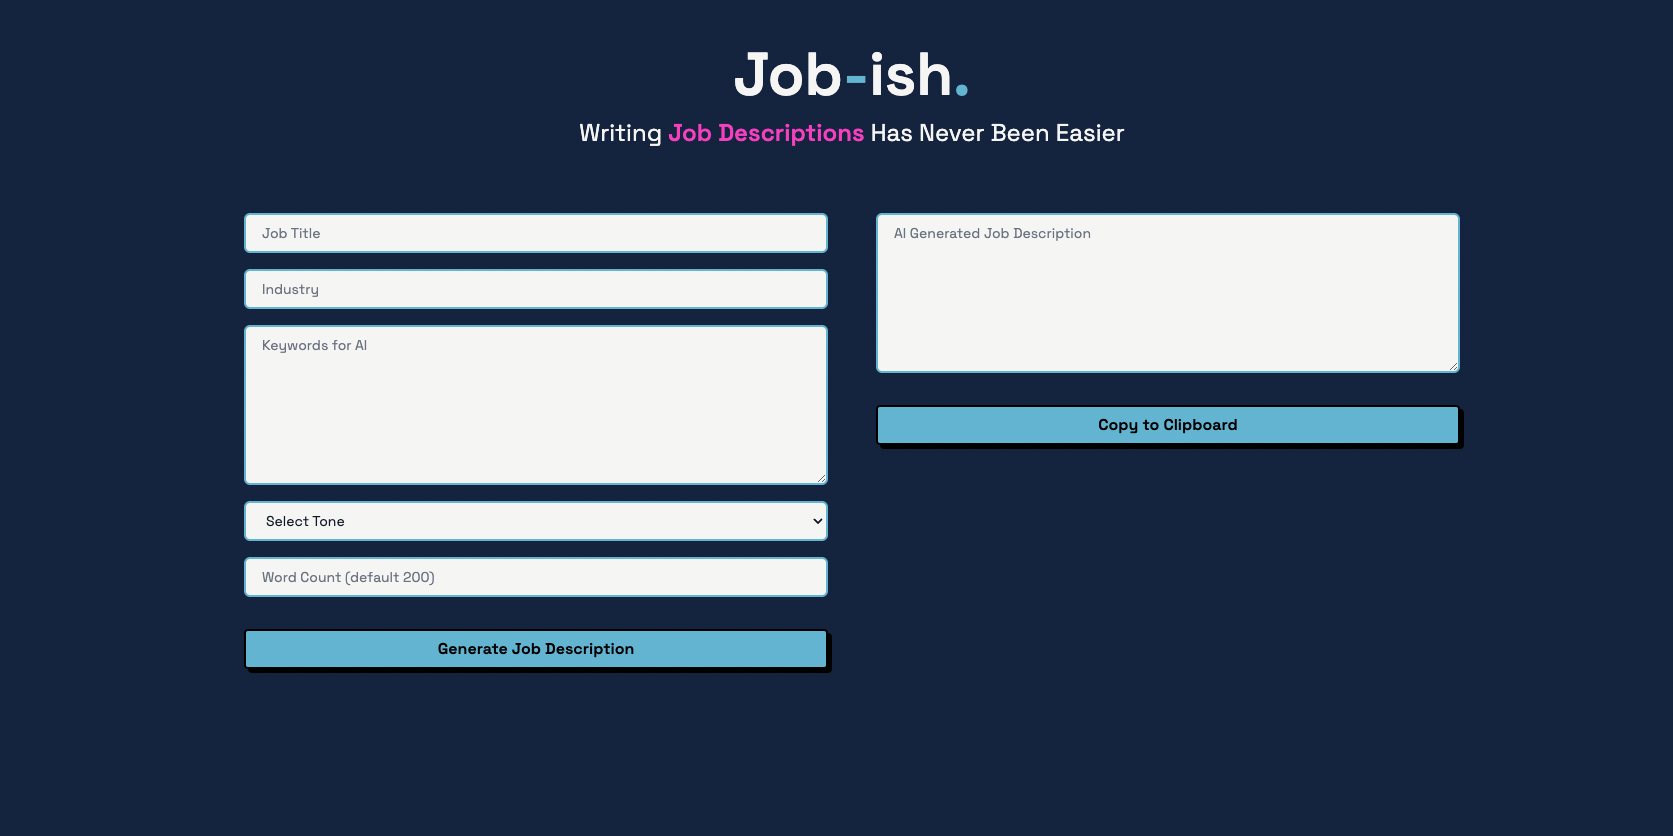 Job-ish.
Writing Job Descriptions Has Never Been Easier
Job Title
Industry
Keywords for AI
Select Tone
Word Count (default 200)
Generate Job Description
AI Generated Job Description
Copy to Clipboard